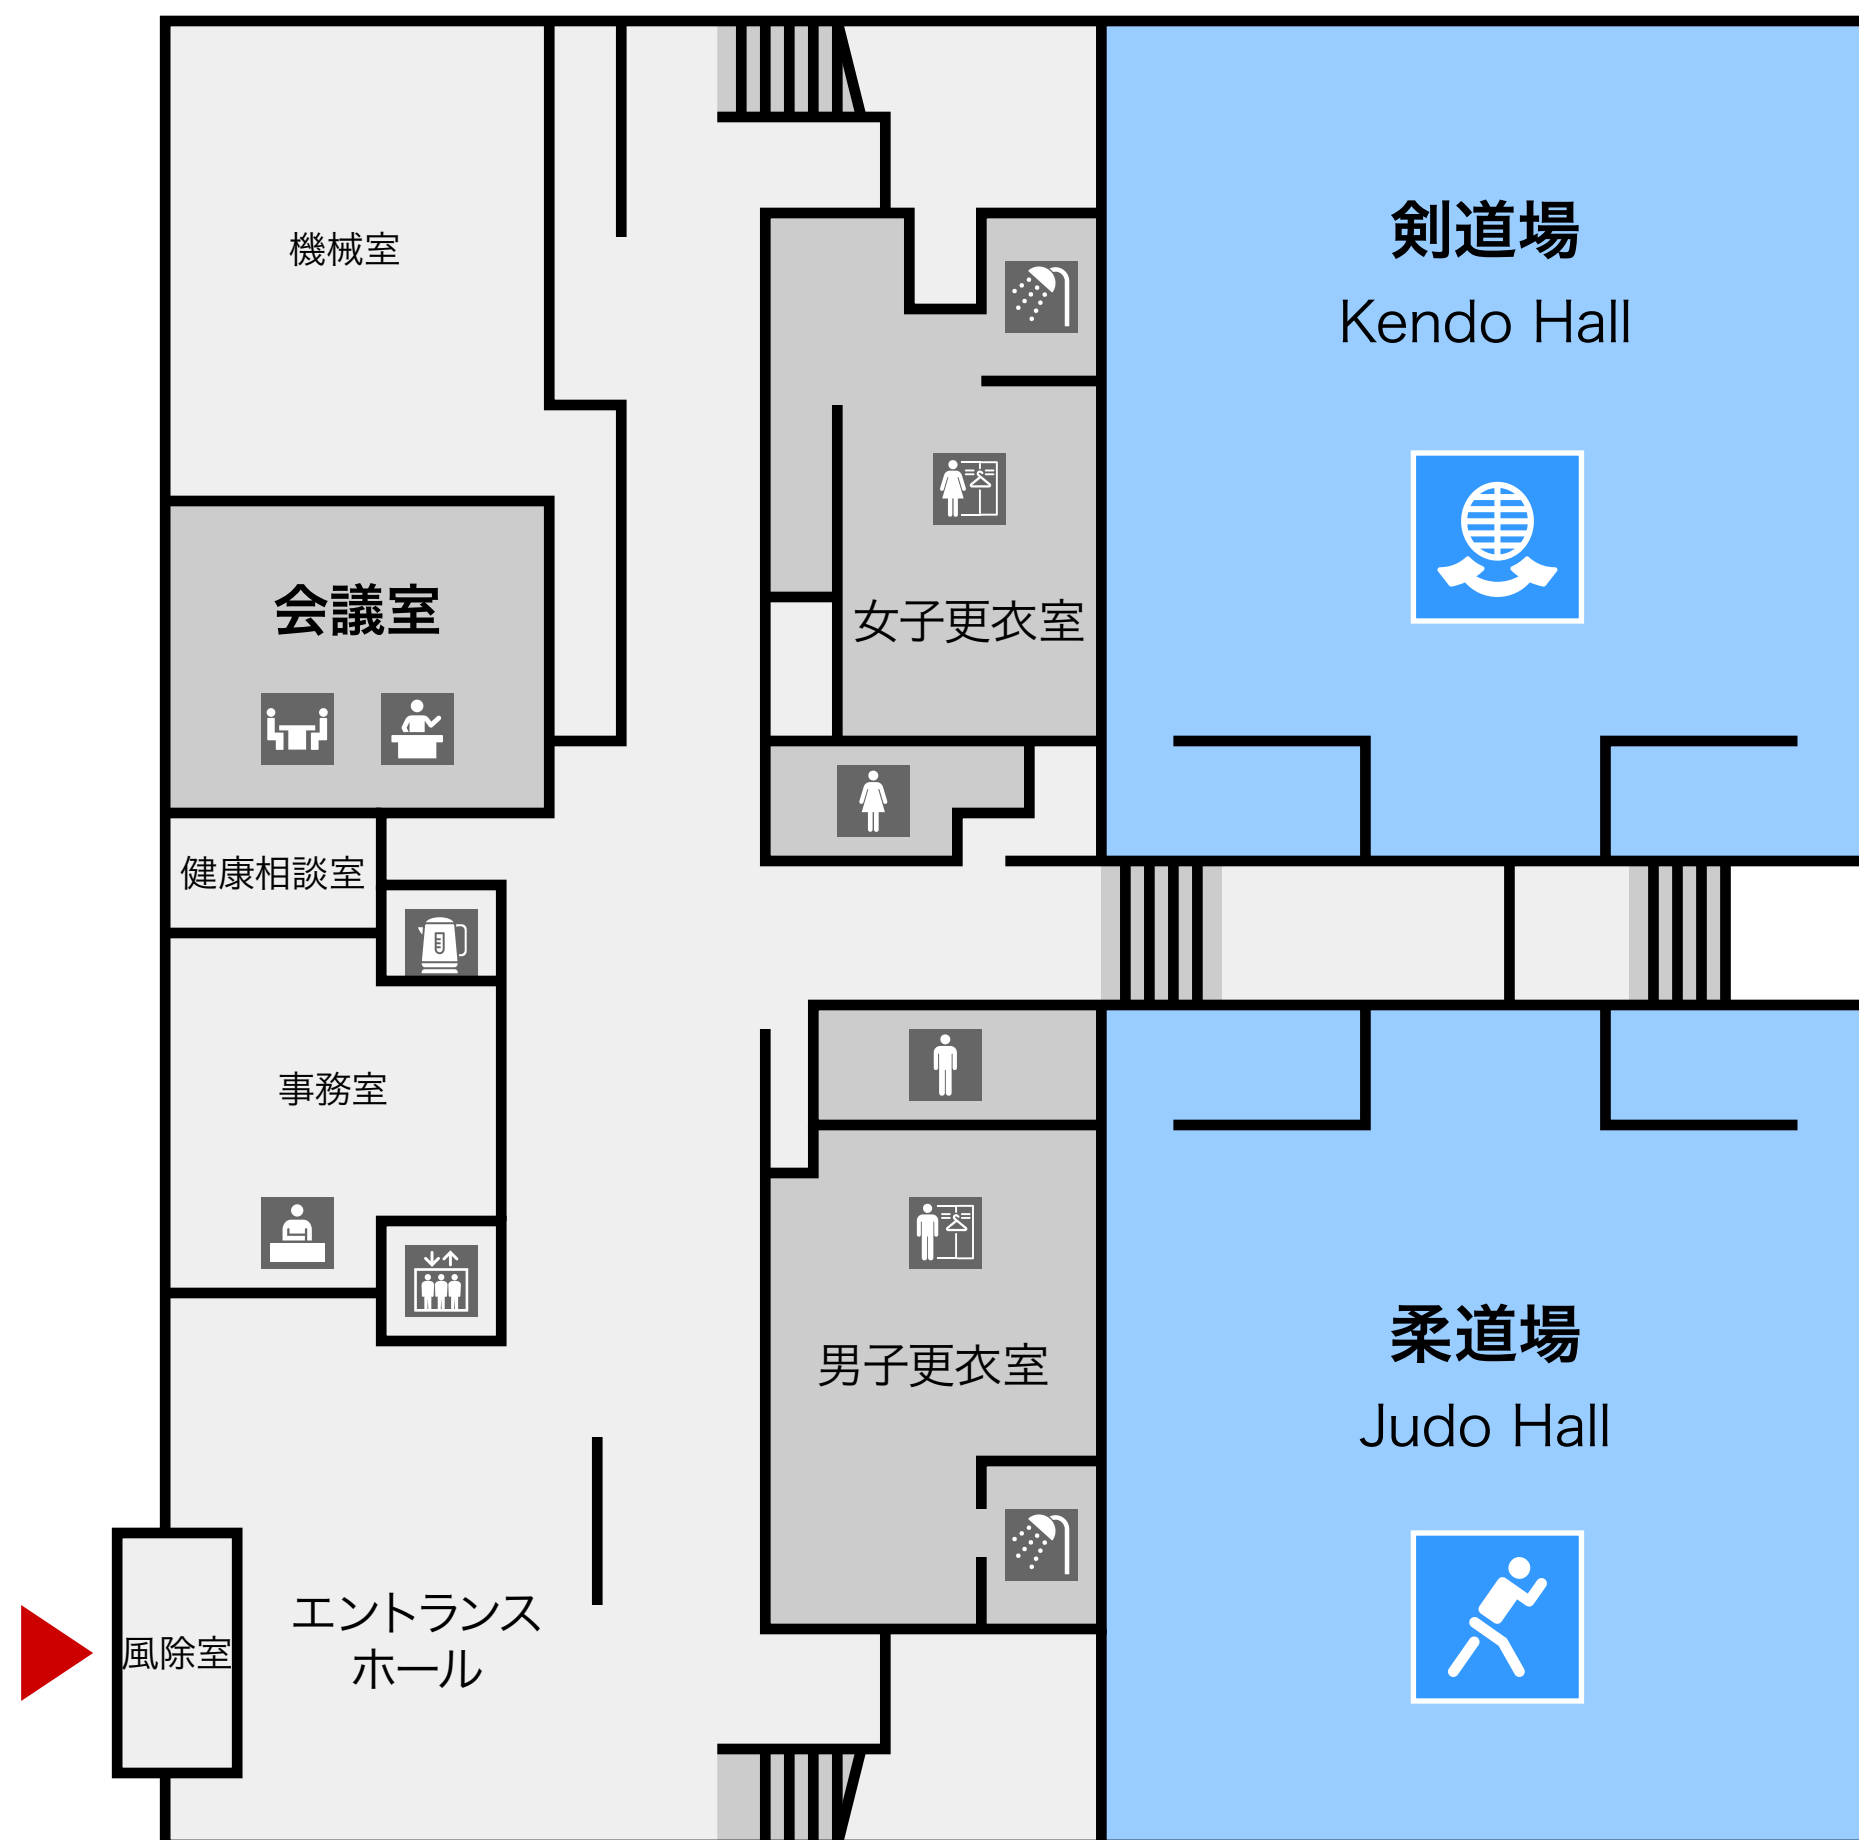 機械室
剣道場
Kendo Hall
会議室
女子更衣室
健康相談室
事務室
男子更衣室
柔道場
Judo Hall
エントランス
ホール
風除室